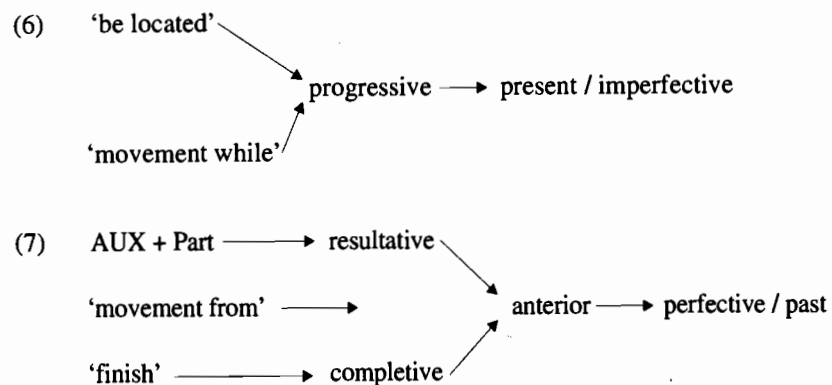 (6) ‘be located’
progressive present / imperfective
‘movement while’
(7) AUX + Part resultative
‘movement from’ anterior perfective / past
‘finish’ completive